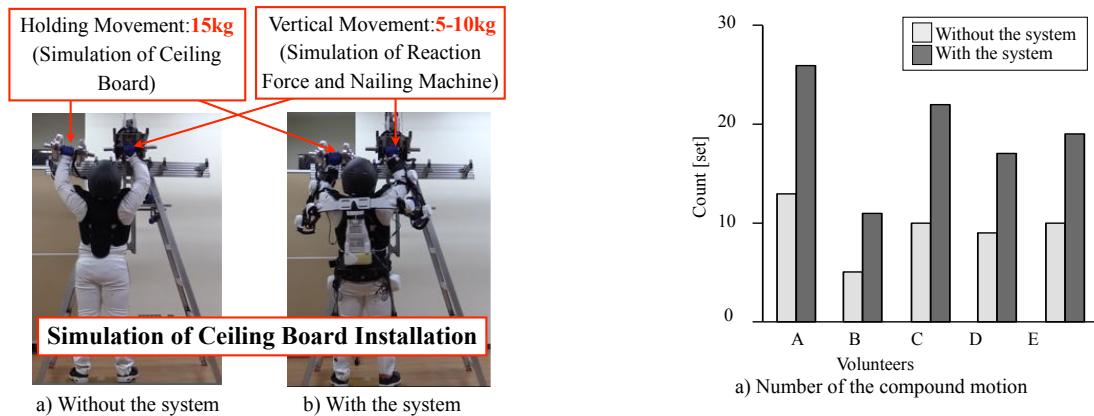 Holding Movement:15kg
(Simulation of Ceiling
Board)
Vertical Movement:5-10kg
(Simulation of Reaction
Force and Nailing Machine)
Simulation of Ceiling Board Installation
a) Without the system
b) With the system
Without the system
With the system
Count [set]
30
20
10
0
A
B
C
D
E
Volunteers
a) Number of the compound motion